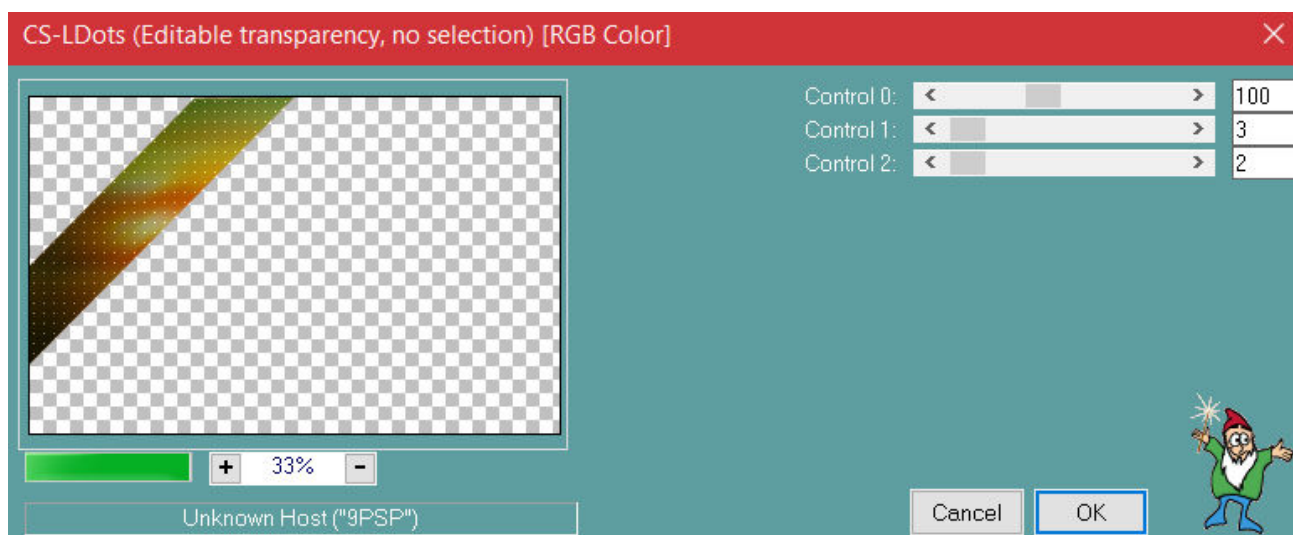 CS-LDots (Editable transparency, no selection) [RGB Color]
Control 0: 100
Control 1: 3
Control 2: 2
+ 33% -
Unknown Host ("9PSP")
Cancel OK